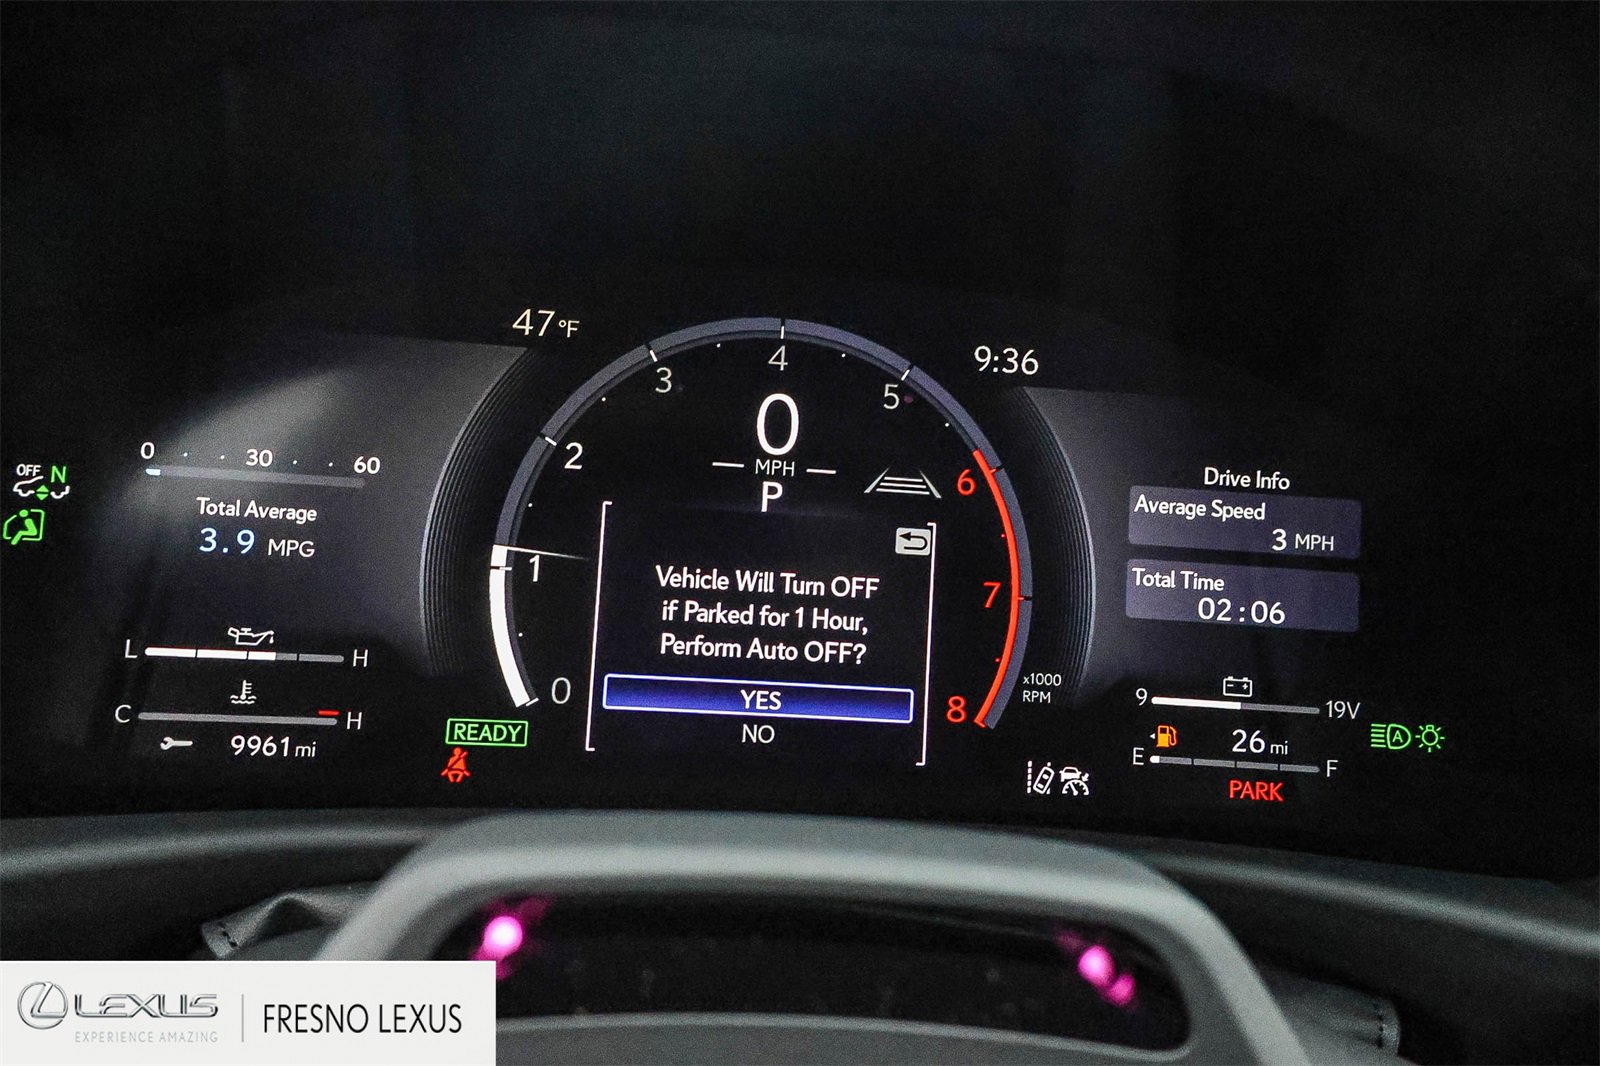 47°F
9:36
3
4
5
2
6
1
7
0
8
x1000
RPM
0
MPH
P
OFF
N
0 30 60
Total Average
3.9 MPG
L H
C H
9961 mi
READY
Vehicle Will Turn OFF
if Parked for 1 Hour,
Perform Auto OFF?
YES
NO
Drive Info
Average Speed
3 MPH
Total Time
02:06
9 19V
26 mi
E F
PARK
A
LEXUS
EXPERIENCE AMAZING
FRESNO LEXUS